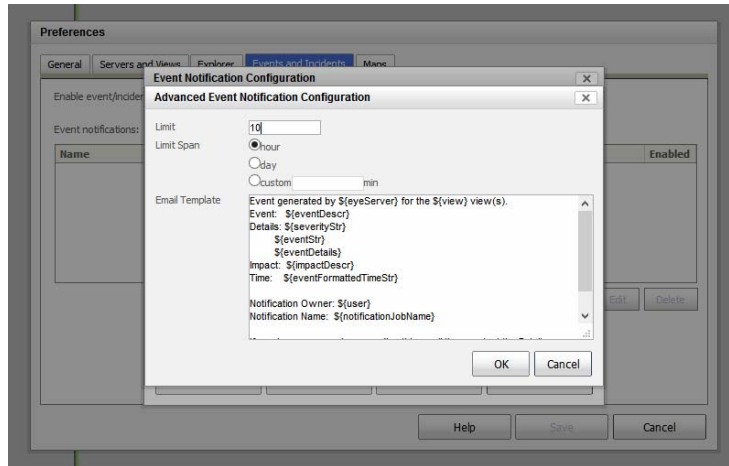 Preferences
General Servers and Views Explorer Events and Incidents Maps
Event Notification Configuration
Enable event/incider
Advanced Event Notification Configuration
Event notifications:
Name
Enabled
Limit 10
Limit Span hour
day
custom min
Email Template
Event generated by ${eyeServer} for the ${view} view(s).
Event: ${eventDescr}
Details: ${severityStr}
${eventStr}
${eventDetails}
Impact: ${impactDescr}
Time: ${eventFormattedTimeStr}
Notification Owner: ${user}
Notification Name: ${notificationJobName}
Edit Delete
OK Cancel
Help Save Cancel